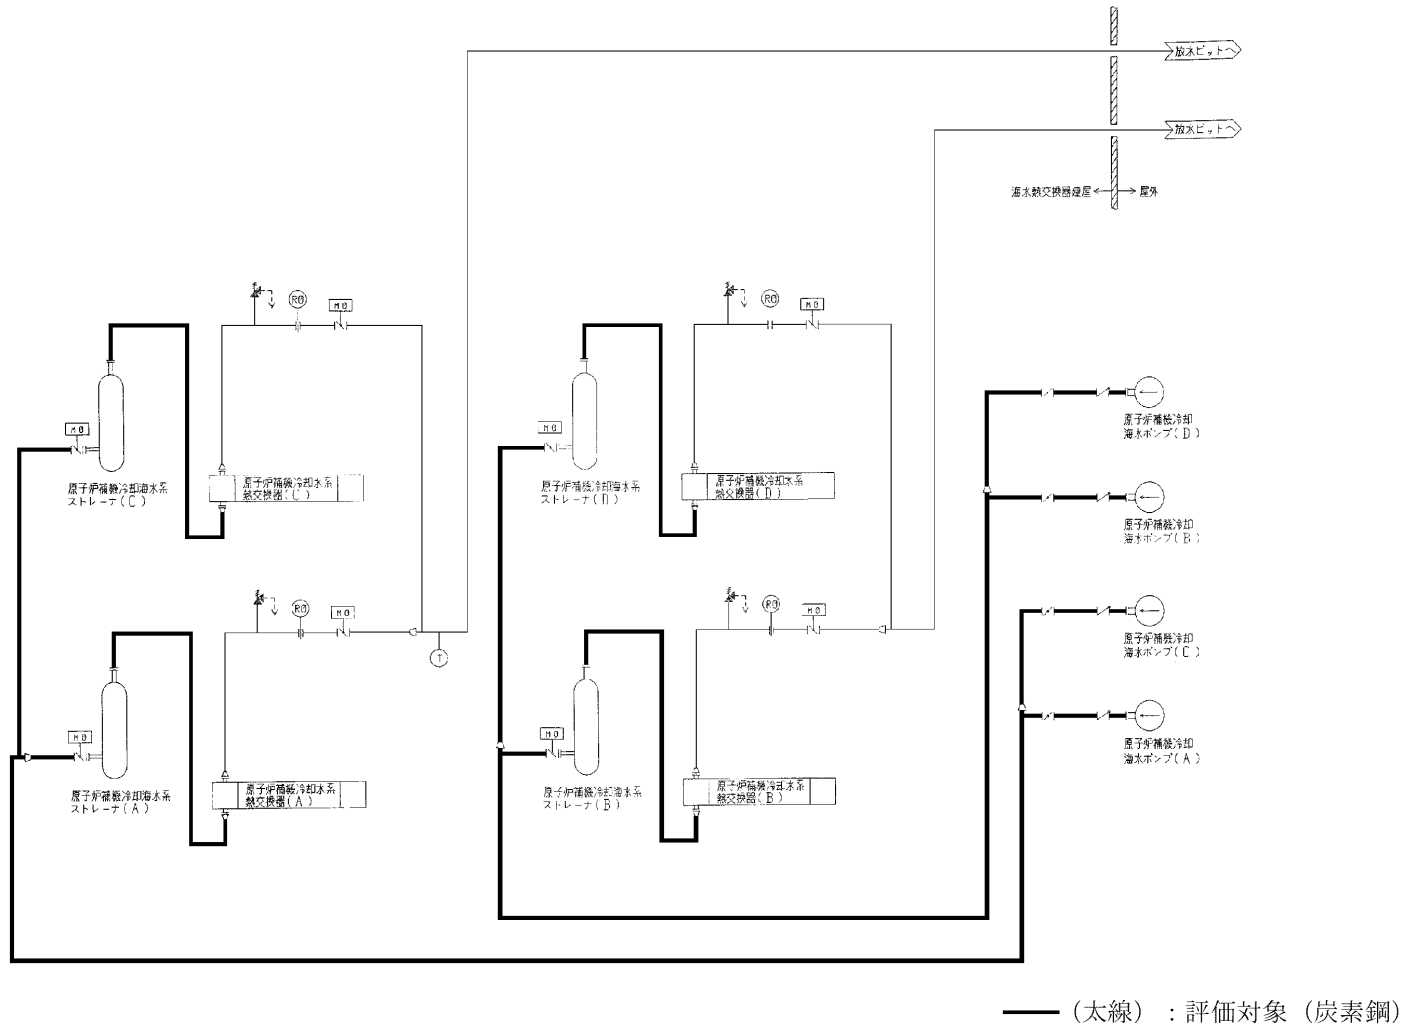 放水ピットへ
放水ピットへ
海水熱交換器建屋
屋外
RO
MO
RO
MO
MO
原子炉補機冷却海水系
ストレーナ(C)
原子炉補機冷却水系
熱交換器(C)
MO
原子炉補機冷却海水系
ストレーナ(D)
原子炉補機冷却水系
熱交換器(D)
原子炉補機冷却
海水ポンプ(D)
原子炉補機冷却
海水ポンプ(B)
原子炉補機冷却
海水ポンプ(C)
原子炉補機冷却
海水ポンプ(A)
RO
MO
T
RO
MO
MO
原子炉補機冷却海水系
ストレーナ(A)
原子炉補機冷却水系
熱交換器(A)
MO
原子炉補機冷却海水系
ストレーナ(B)
原子炉補機冷却水系
熱交換器(B)
(太線):評価対象(炭素鋼)